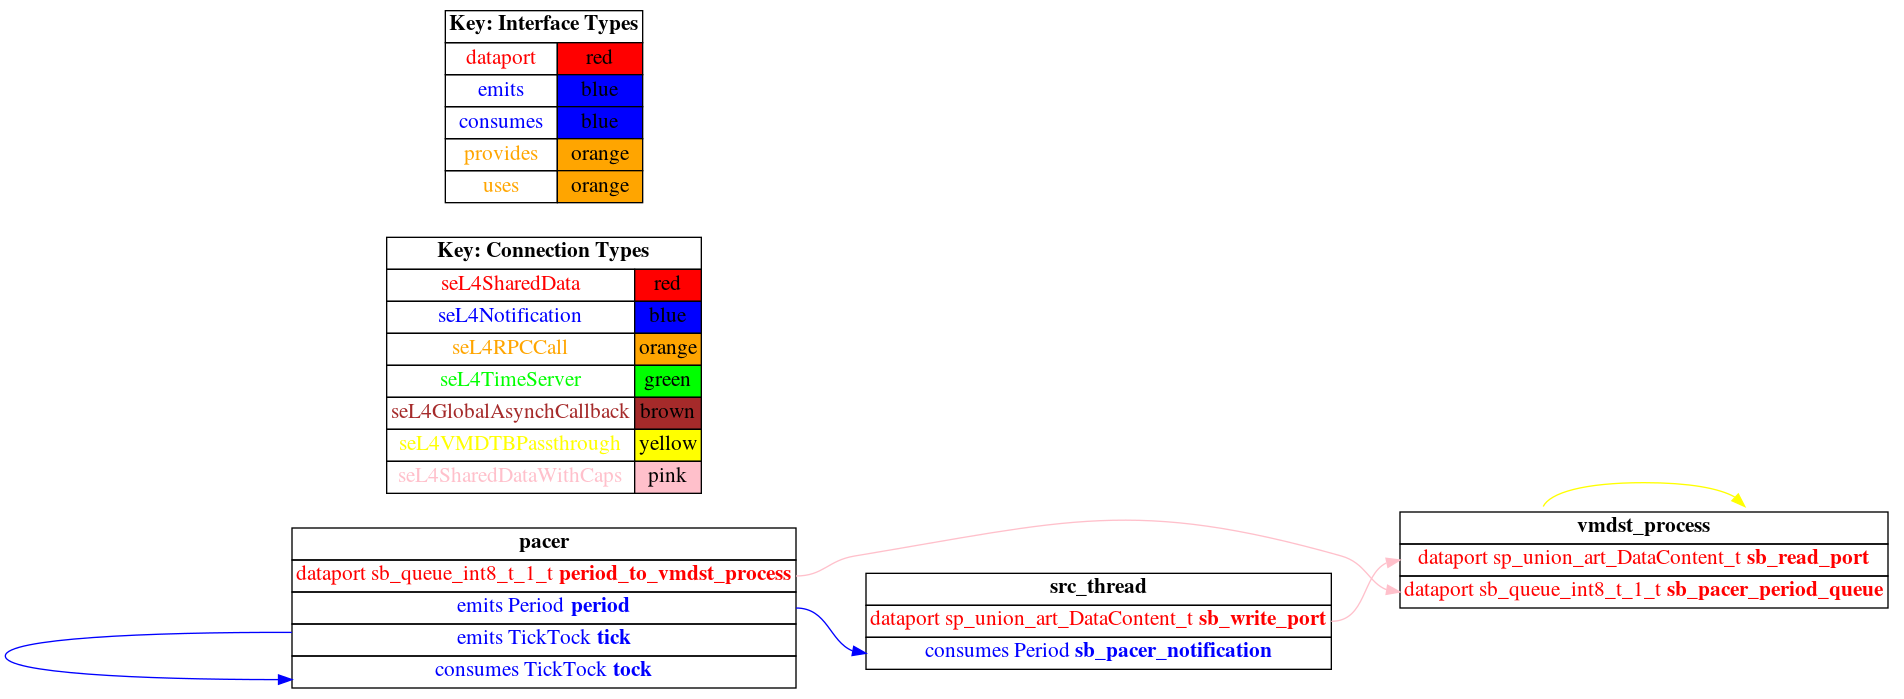 Key: Interface Types
dataport red
emits blue
consumes blue
provides orange
uses orange
Key: Connection Types
seL4SharedData red
seL4Notification blue
seL4RPCCall orange
seL4TimeServer green
seL4GlobalAsynchCallback brown
seL4VMDTBPassthrough yellow
seL4SharedDataWithCaps pink
pacer
dataport sb_queue_int8_t_1_t period_to_vmdst_process
emits Period period
emits TickTock tick
consumes TickTock tock
src_thread
dataport sp_union_art_DataContent_t sb_write_port
consumes Period sb_pacer_notification
vmdst_process
dataport sp_union_art_DataContent_t sb_read_port
dataport sb_queue_int8_t_1_t sb_pacer_period_queue